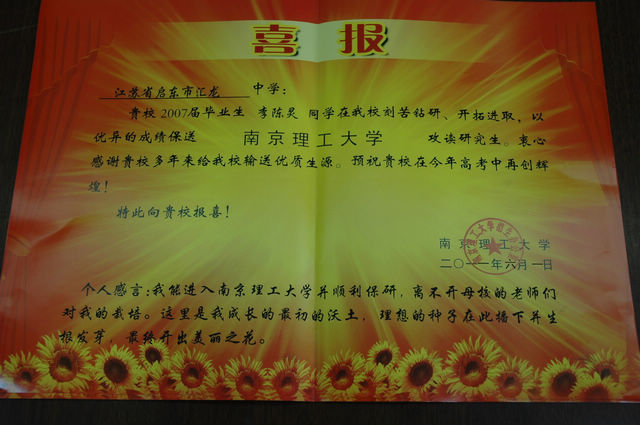 喜报
江苏省启东市汇龙 中学：
贵校2007届毕业生 李陈灵 同学在我校刻苦钻研、开拓进取，以
优异的成绩保送 南京理工大学 攻读研究生。衷心
感谢贵校多年来给我校输送优质生源。预祝贵校在今年高考中再创辉
煌！
特此向贵校报喜！
南京理工大学
二〇一一年六月一日
个人感言：我能进入南京理工大学并顺利保研，离不开母校的老师们
对我的栽培。这里是我成长的最初的沃土，理想的种子在此播下并生
根发芽，最终开出美丽之花。